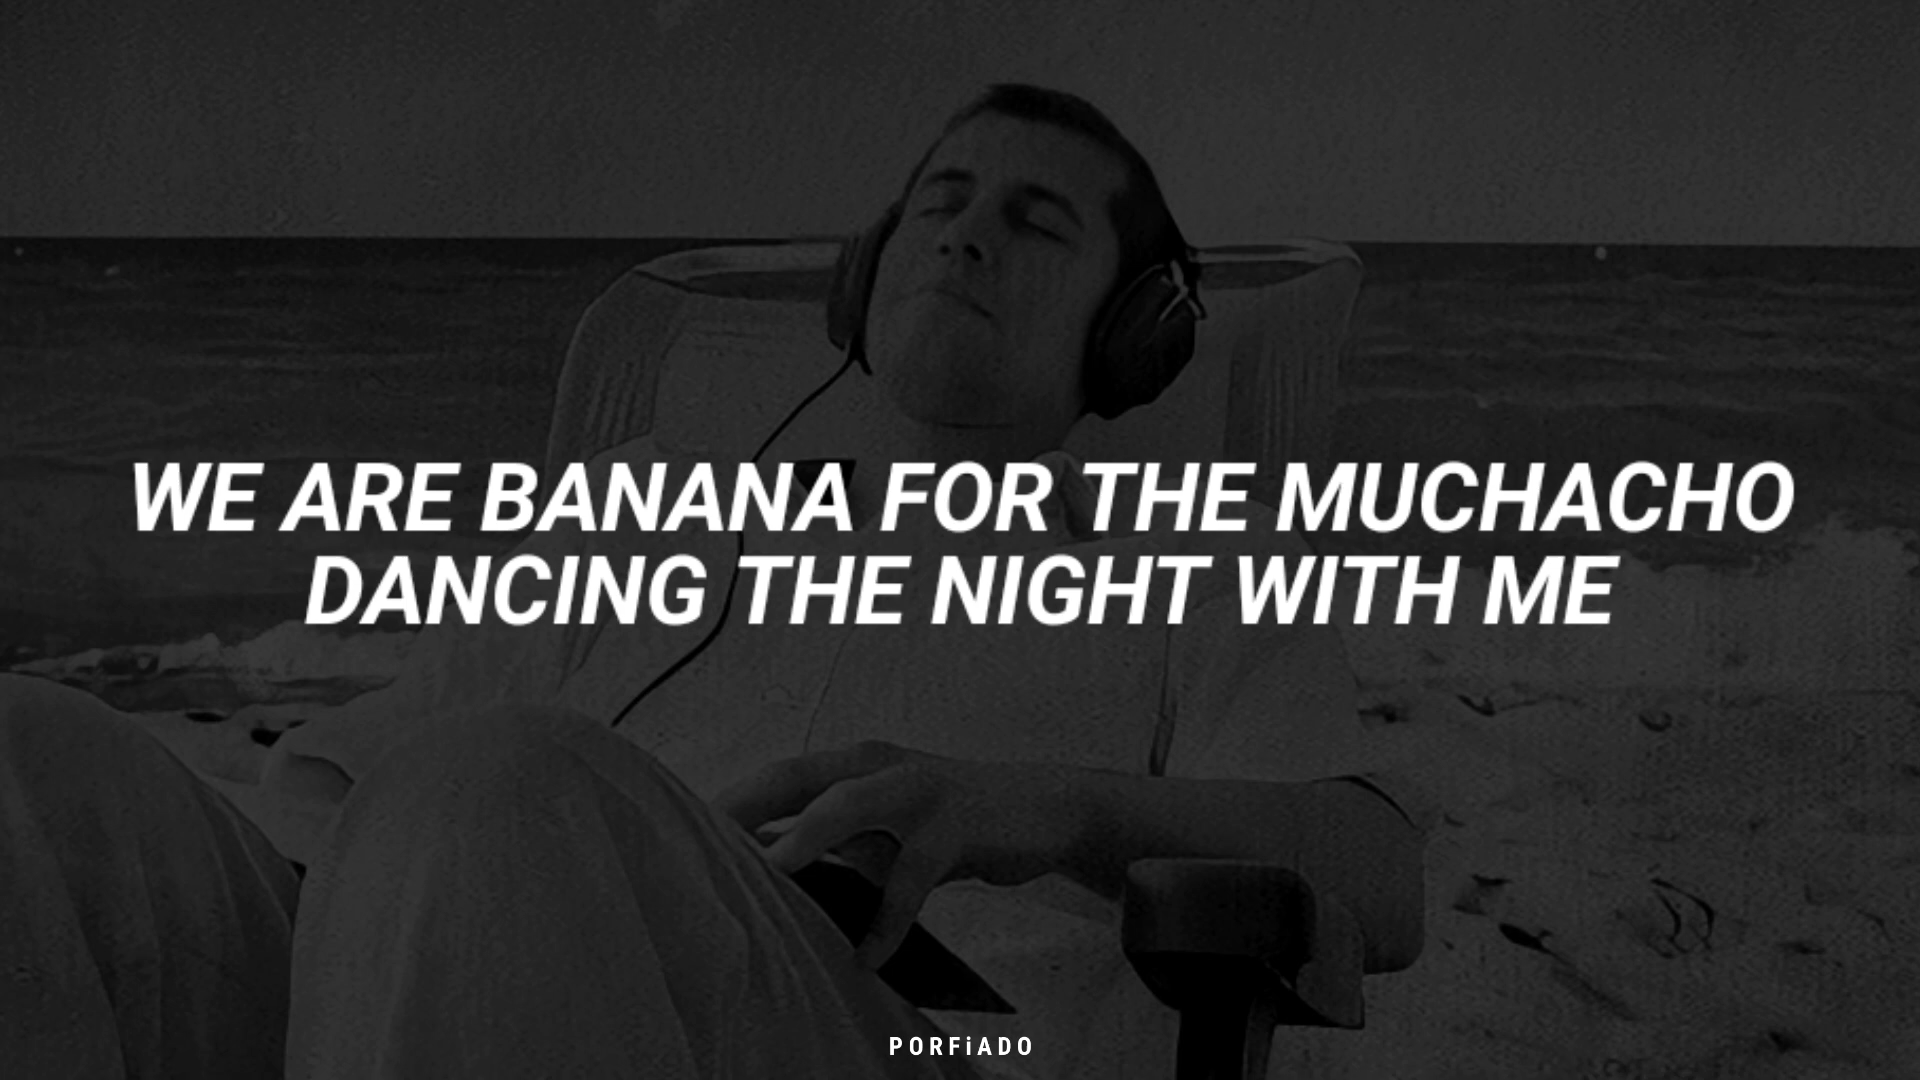 WE ARE BANANA FOR THE MUCHACHO
DANCING THE NIGHT WITH ME
PORFiADO